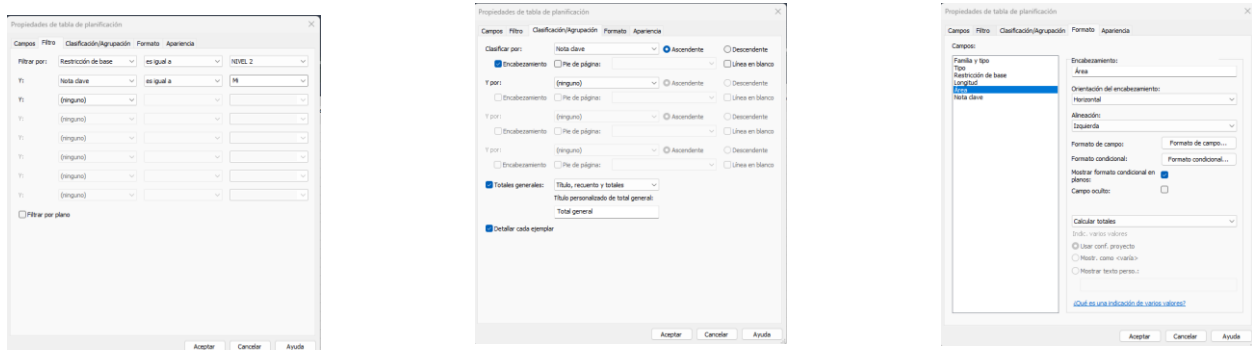 Propiedades de tabla de planificación
Campos Filtro Clasificación/Agrupación Formato Apariencia
Filtrar por: Restricción de base es igual a NIVEL 2
Y: Nota clave es igual a MI
Y: (ninguno)
Y: (ninguno)
Y: (ninguno)
Y: (ninguno)
Y: (ninguno)
Y: (ninguno)
Filtrar por plano
Aceptar Cancelar Ayuda
Propiedades de tabla de planificación
Campos Filtro Clasificación/Agrupación Formato Apariencia
Clasificar por: Nota clave Ascendente Descendente
Encabezamiento Pie de página: Línea en blanco
Y por: (ninguno) Ascendente Descendente
Encabezamiento Pie de página: Línea en blanco
Y por: (ninguno) Ascendente Descendente
Encabezamiento Pie de página: Línea en blanco
Y por: (ninguno) Ascendente Descendente
Encabezamiento Pie de página: Línea en blanco
Totales generales: Título, recuento y totales
Título personalizado de total general:
Total general
Detallar cada ejemplar
Aceptar Cancelar Ayuda
Propiedades de tabla de planificación
Campos Filtro Clasificación/Agrupación Formato Apariencia
Campos:
Familia y tipo
Tipo
Restricción de base
Longitud
Área
Nota clave
Encabezamiento:
Área
Orientación del encabezamiento:
Horizontal
Alineación:
Izquierda
Formato de campo: Formato de campo...
Formato condicional: Formato condicional...
Mostrar formato condicional en
planos:
Campo oculto:
Calcular totales
Indic. varios valores
Usar conf. proyecto
Mostr. como <varía>
Mostrar texto perso.:
¿Qué es una indicación de varios valores?
Aceptar Cancelar Ayuda